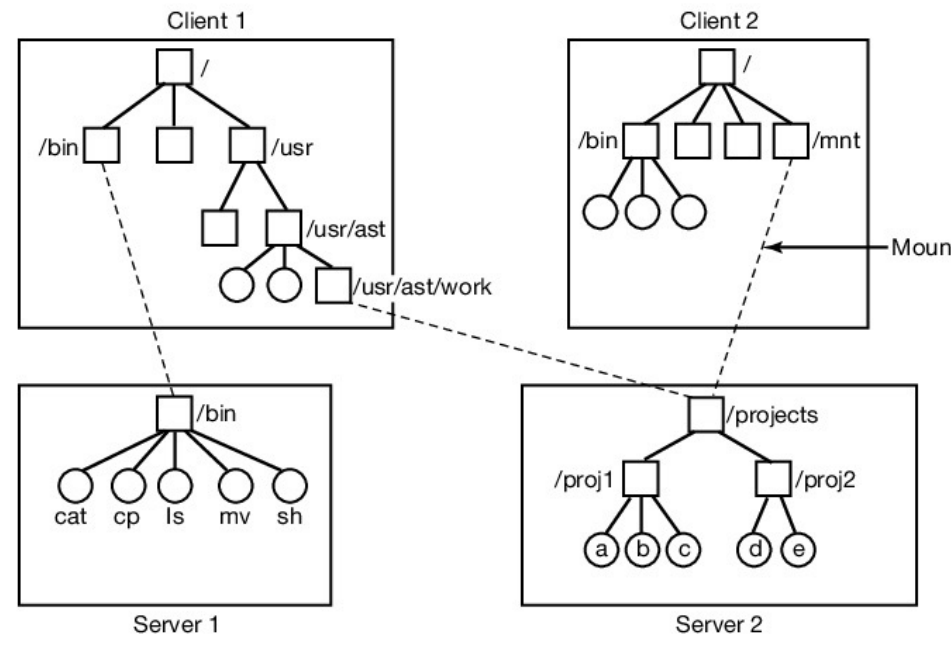 Client 1
Client 2
/
/
/bin
/usr
/bin
/mnt
/usr/ast
Moun
/usr/ast/work
/bin
/projects
/proj1
/proj2
cat cp ls mv sh
a b c d e
Server 1
Server 2